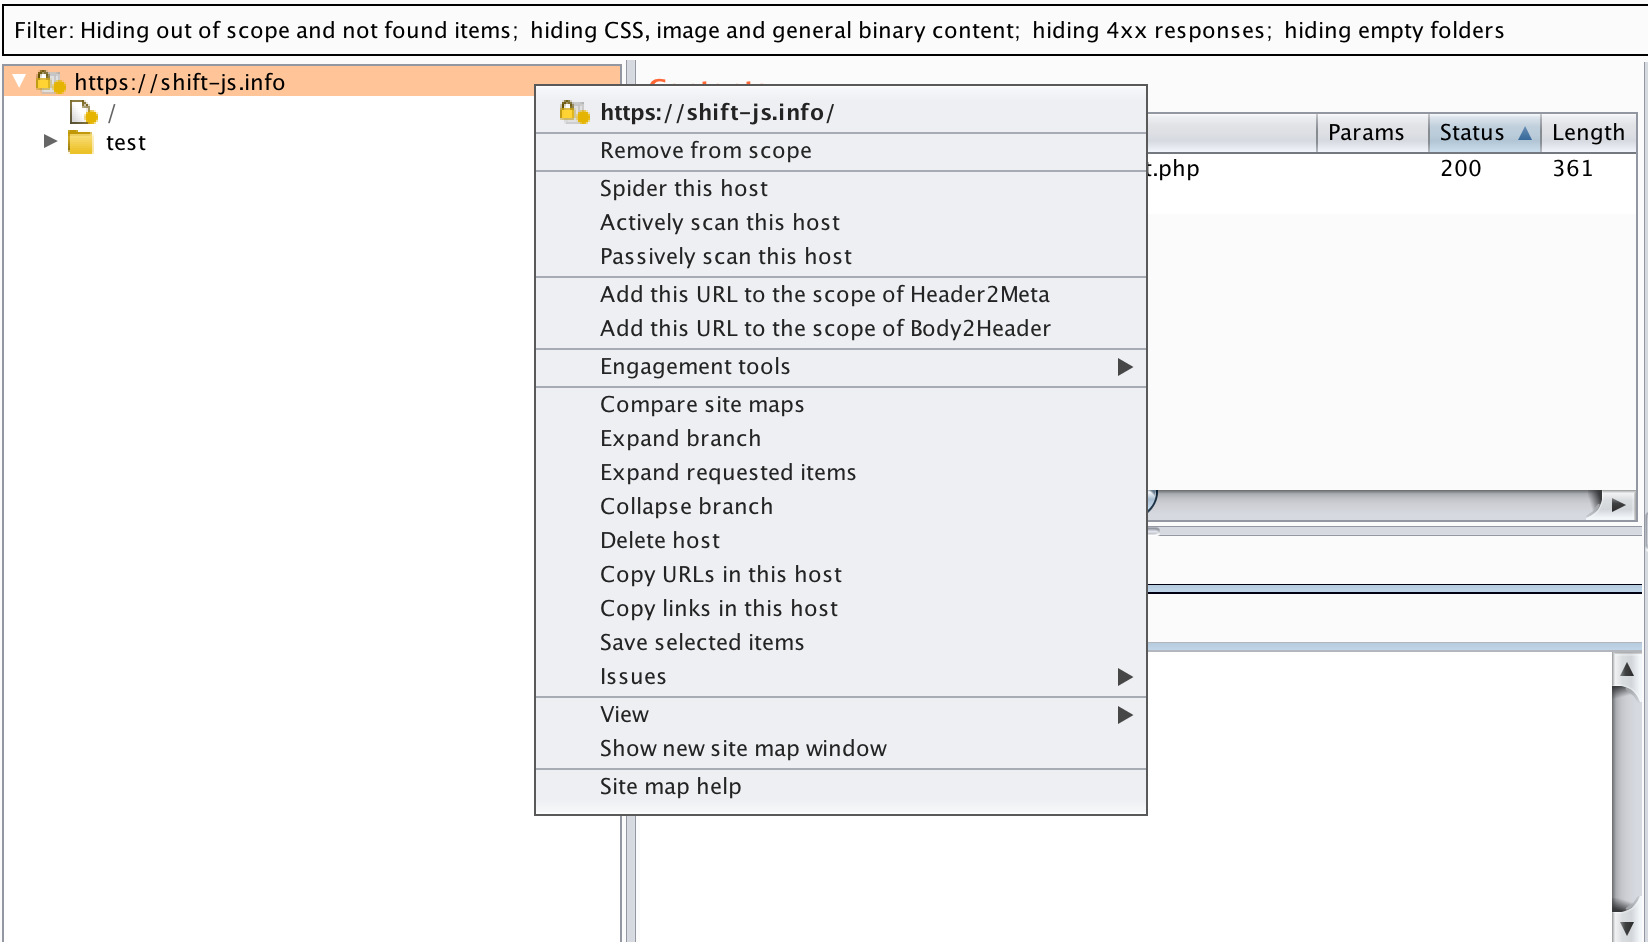 Filter: Hiding out of scope and not found items;  hiding CSS, image and general binary content;  hiding 4xx responses;  hiding empty folders
https://shift-js.info
/
test
https://shift-js.info/
Remove from scope
Spider this host
Actively scan this host
Passively scan this host
Add this URL to the scope of Header2Meta
Add this URL to the scope of Body2Header
Engagement tools
Compare site maps
Expand branch
Expand requested items
Collapse branch
Delete host
Copy URLs in this host
Copy links in this host
Save selected items
Issues
View
Show new site map window
Site map help
Params Status Length
.php 200 361